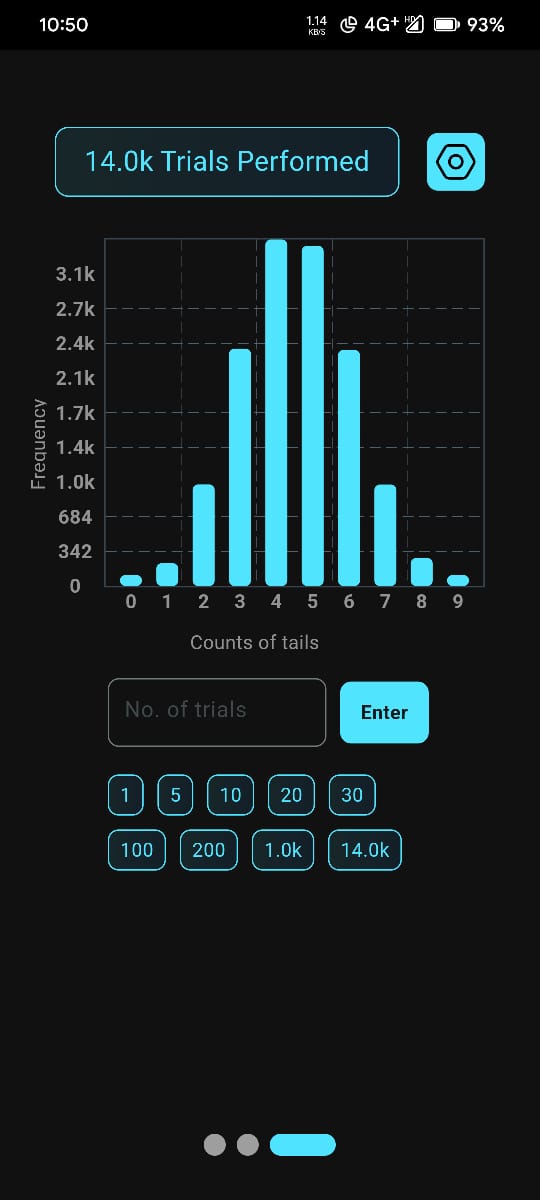 10:50
1.14
KB/S
4G+
HD
93%
14.0k Trials Performed
3.1k
2.7k
2.4k
2.1k
1.7k
1.4k
1.0k
684
342
0
Frequency
0 1 2 3 4 5 6 7 8 9
Counts of tails
No. of trials
Enter
1 5 10 20 30
100 200 1.0k 14.0k